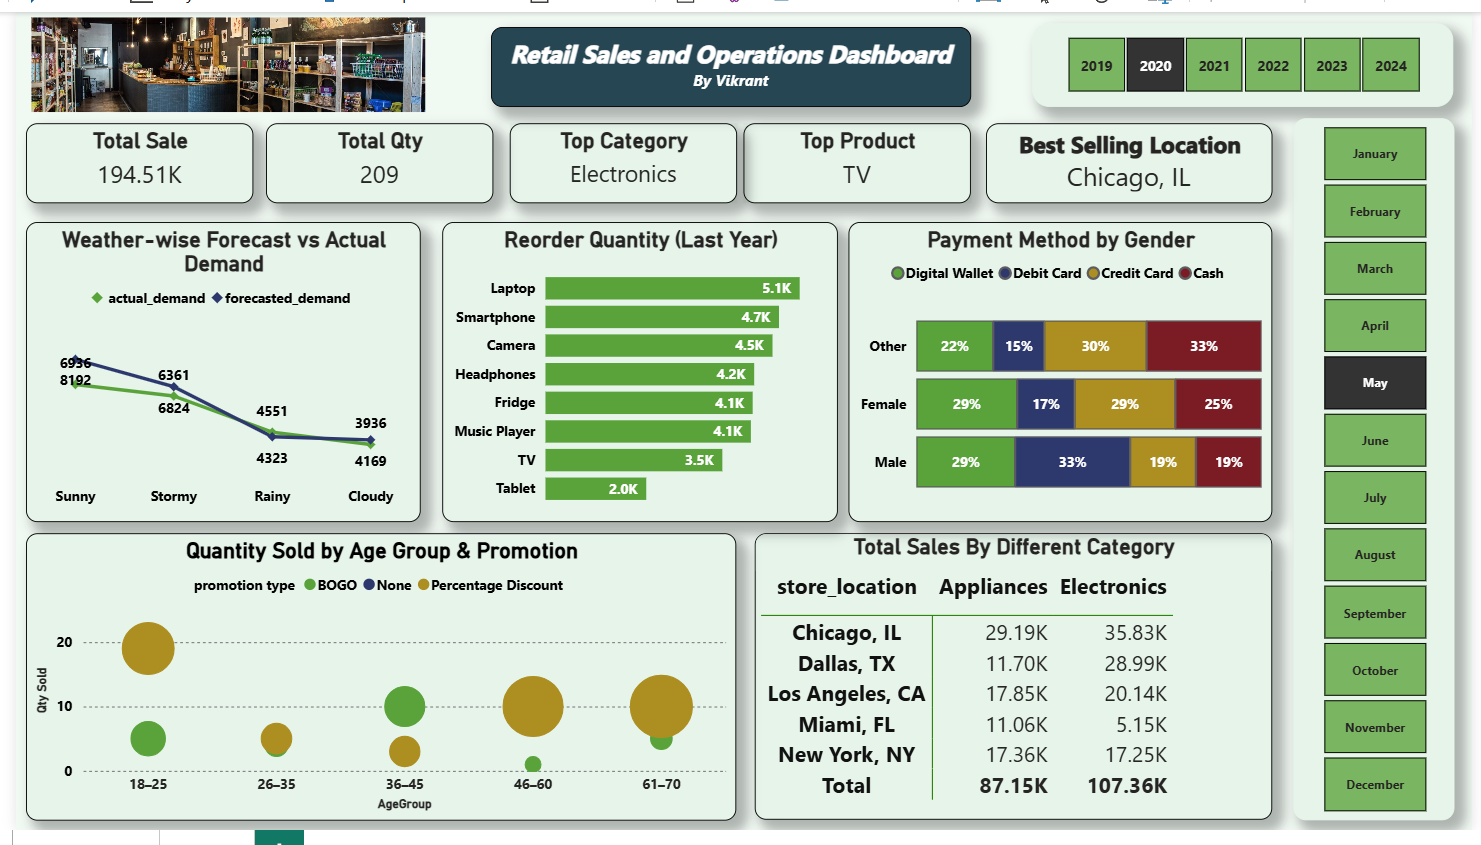 Retail Sales and Operations Dashboard
By Vikrant
2019 2020 2021 2022 2023 2024
Total Sale
194.51K
Total Qty
209
Top Category
Electronics
Top Product
TV
Best Selling Location
Chicago, IL
January
February
March
April
May
June
July
August
September
October
November
December
Weather-wise Forecast vs Actual
Demand
actual_demand forecasted_demand
6936
8192
6361
6824
4551
4323
3936
4169
Sunny Stormy Rainy Cloudy
Reorder Quantity (Last Year)
Laptop 5.1K
Smartphone 4.7K
Camera 4.5K
Headphones 4.2K
Fridge 4.1K
Music Player 4.1K
TV 3.5K
Tablet 2.0K
Payment Method by Gender
Digital Wallet Debit Card Credit Card Cash
Other 22% 15% 30% 33%
Female 29% 17% 29% 25%
Male 29% 33% 19% 19%
Quantity Sold by Age Group & Promotion
promotion type BOGO None Percentage Discount
Qty Sold
20
10
0
18–25 26–35 36–45 46–60 61–70
AgeGroup
Total Sales By Different Category
store_location Appliances Electronics
Chicago, IL 29.19K 35.83K
Dallas, TX 11.70K 28.99K
Los Angeles, CA 17.85K 20.14K
Miami, FL 11.06K 5.15K
New York, NY 17.36K 17.25K
Total 87.15K 107.36K